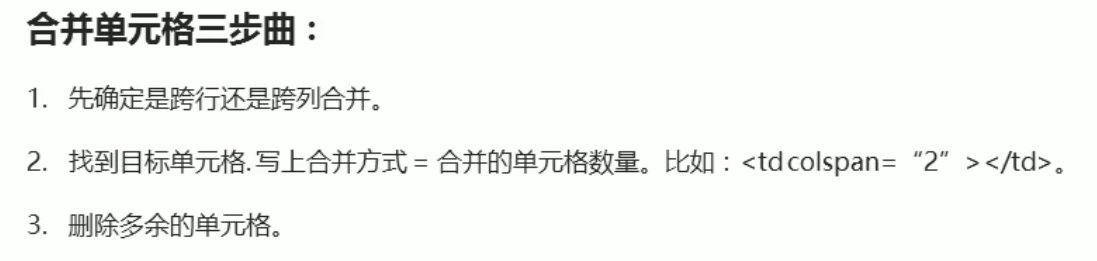 合并单元格三步曲：
1. 先确定是跨行还是跨列合并。
2. 找到目标单元格.写上合并方式 = 合并的单元格数量。比如：<td colspan= “2” ></td>。
3. 删除多余的单元格。